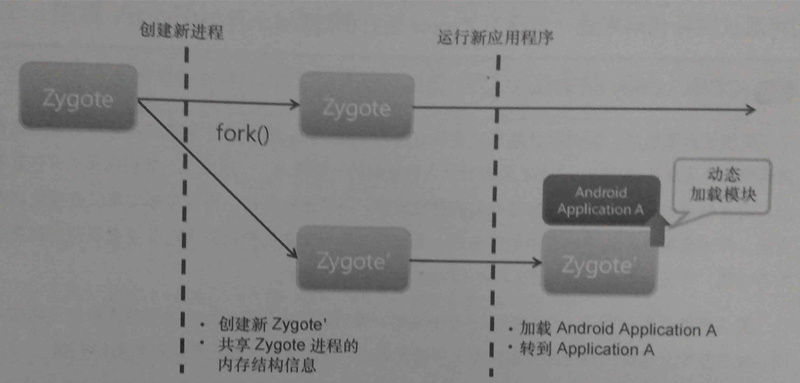 创建新进程
运行新应用程序
Zygote
Zygote
fork()
动态
加载模块
Android
Application A
Zygote'
Zygote'
• 创建新 Zygote'
• 共享 Zygote 进程的
内存结构信息
• 加载 Android Application A
• 转到 Application A